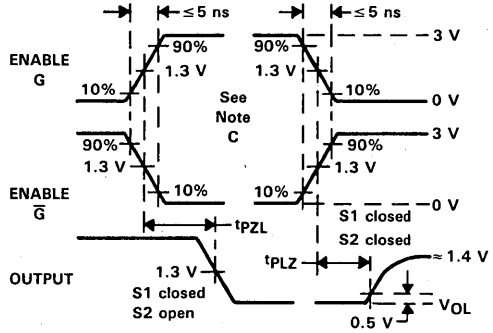 ≤5 ns
≤5 ns
ENABLE
G
90%
1.3 V
10%
See
Note
C
90%
1.3 V
10%
3 V
0 V
ENABLE
G̅
90%
1.3 V
10%
90%
1.3 V
10%
3 V
0 V
tPZL
S1 closed
S2 closed
tPLZ
OUTPUT
1.3 V
S1 closed
S2 open
≈1.4 V
VOL
0.5 V